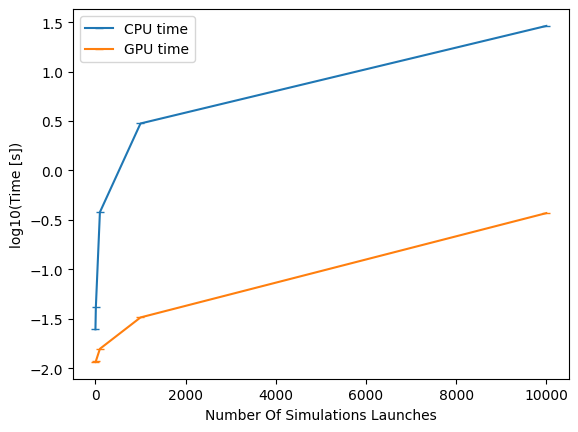 CPU time
GPU time
1.5
1.0
0.5
0.0
−0.5
−1.0
−1.5
−2.0
log10(Time [s])
0 2000 4000 6000 8000 10000
Number Of Simulations Launches